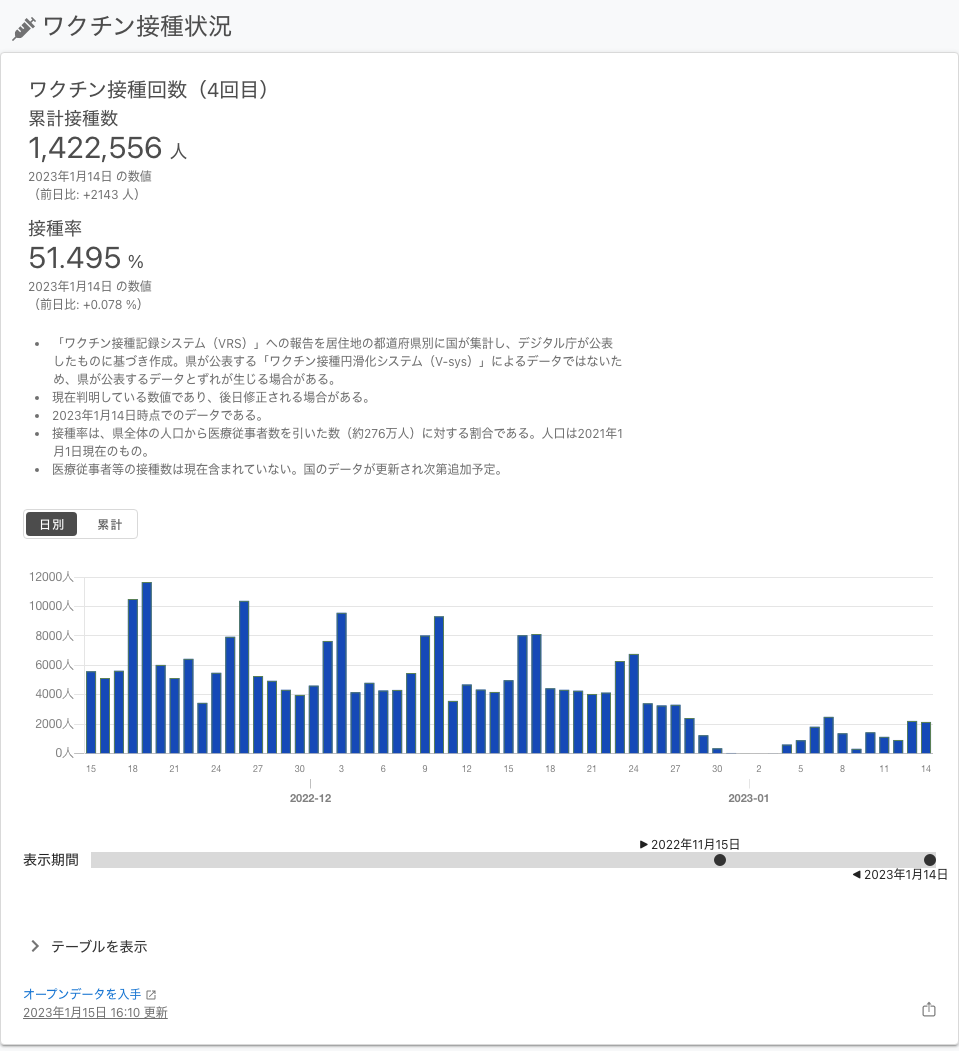 ワクチン接種状況
ワクチン接種回数（4回目）
累計接種数
1,422,556 人
2023年1月14日 の数値
（前日比: +2143 人）
接種率
51.495 %
2023年1月14日 の数値
（前日比: +0.078 %）
• 「ワクチン接種記録システム（VRS）」への報告を居住地の都道府県別に国が集計し、デジタル庁が公表
したものに基づき作成。県が公表する「ワクチン接種円滑化システム（V-sys）」によるデータではないた
め、県が公表するデータとずれが生じる場合がある。
• 現在判明している数値であり、後日修正される場合がある。
• 2023年1月14日時点でのデータである。
• 接種率は、県全体の人口から医療従事者数を引いた数（約276万人）に対する割合である。人口は2021年1
月1日現在のもの。
• 医療従事者等の接種数は現在含まれていない。国のデータが更新され次第追加予定。
日別 累計
12000人
10000人
8000人
6000人
4000人
2000人
0人
15 18 21 24 27 30 3 6 9 12 15 18 21 24 27 30 2 5 8 11 14
2022-12 2023-01
▶ 2022年11月15日
表示期間
◀ 2023年1月14日
テーブルを表示
オープンデータを入手
2023年1月15日 16:10 更新